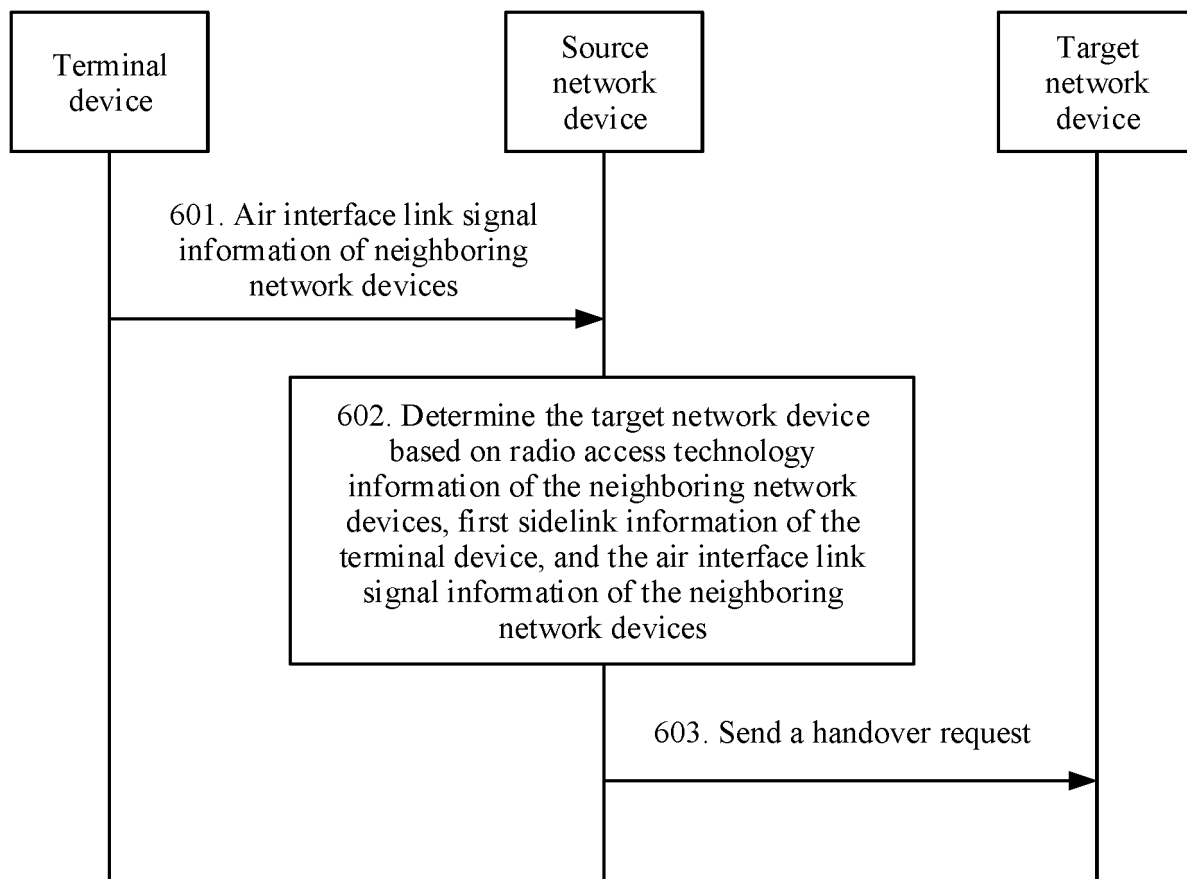 Terminal
device
Source
network
device
Target
network
device
601. Air interface link signal
information of neighboring
network devices
602. Determine the target network device
based on radio access technology
information of the neighboring network
devices, first sidelink information of the
terminal device, and the air interface link
signal information of the neighboring
network devices
603. Send a handover request